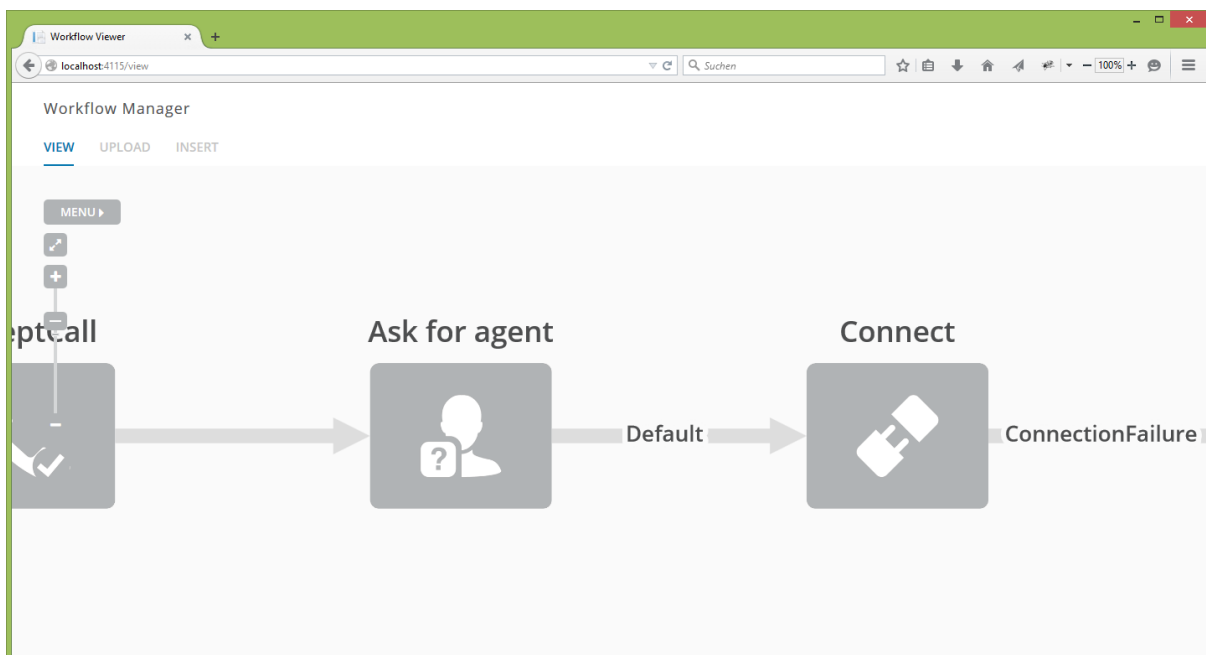 Workflow Viewer
localhost:4115/view
Suchen
100%
Workflow Manager
VIEW UPLOAD INSERT
MENU
eptCall Ask for agent Connect
? Default ConnectionFailure